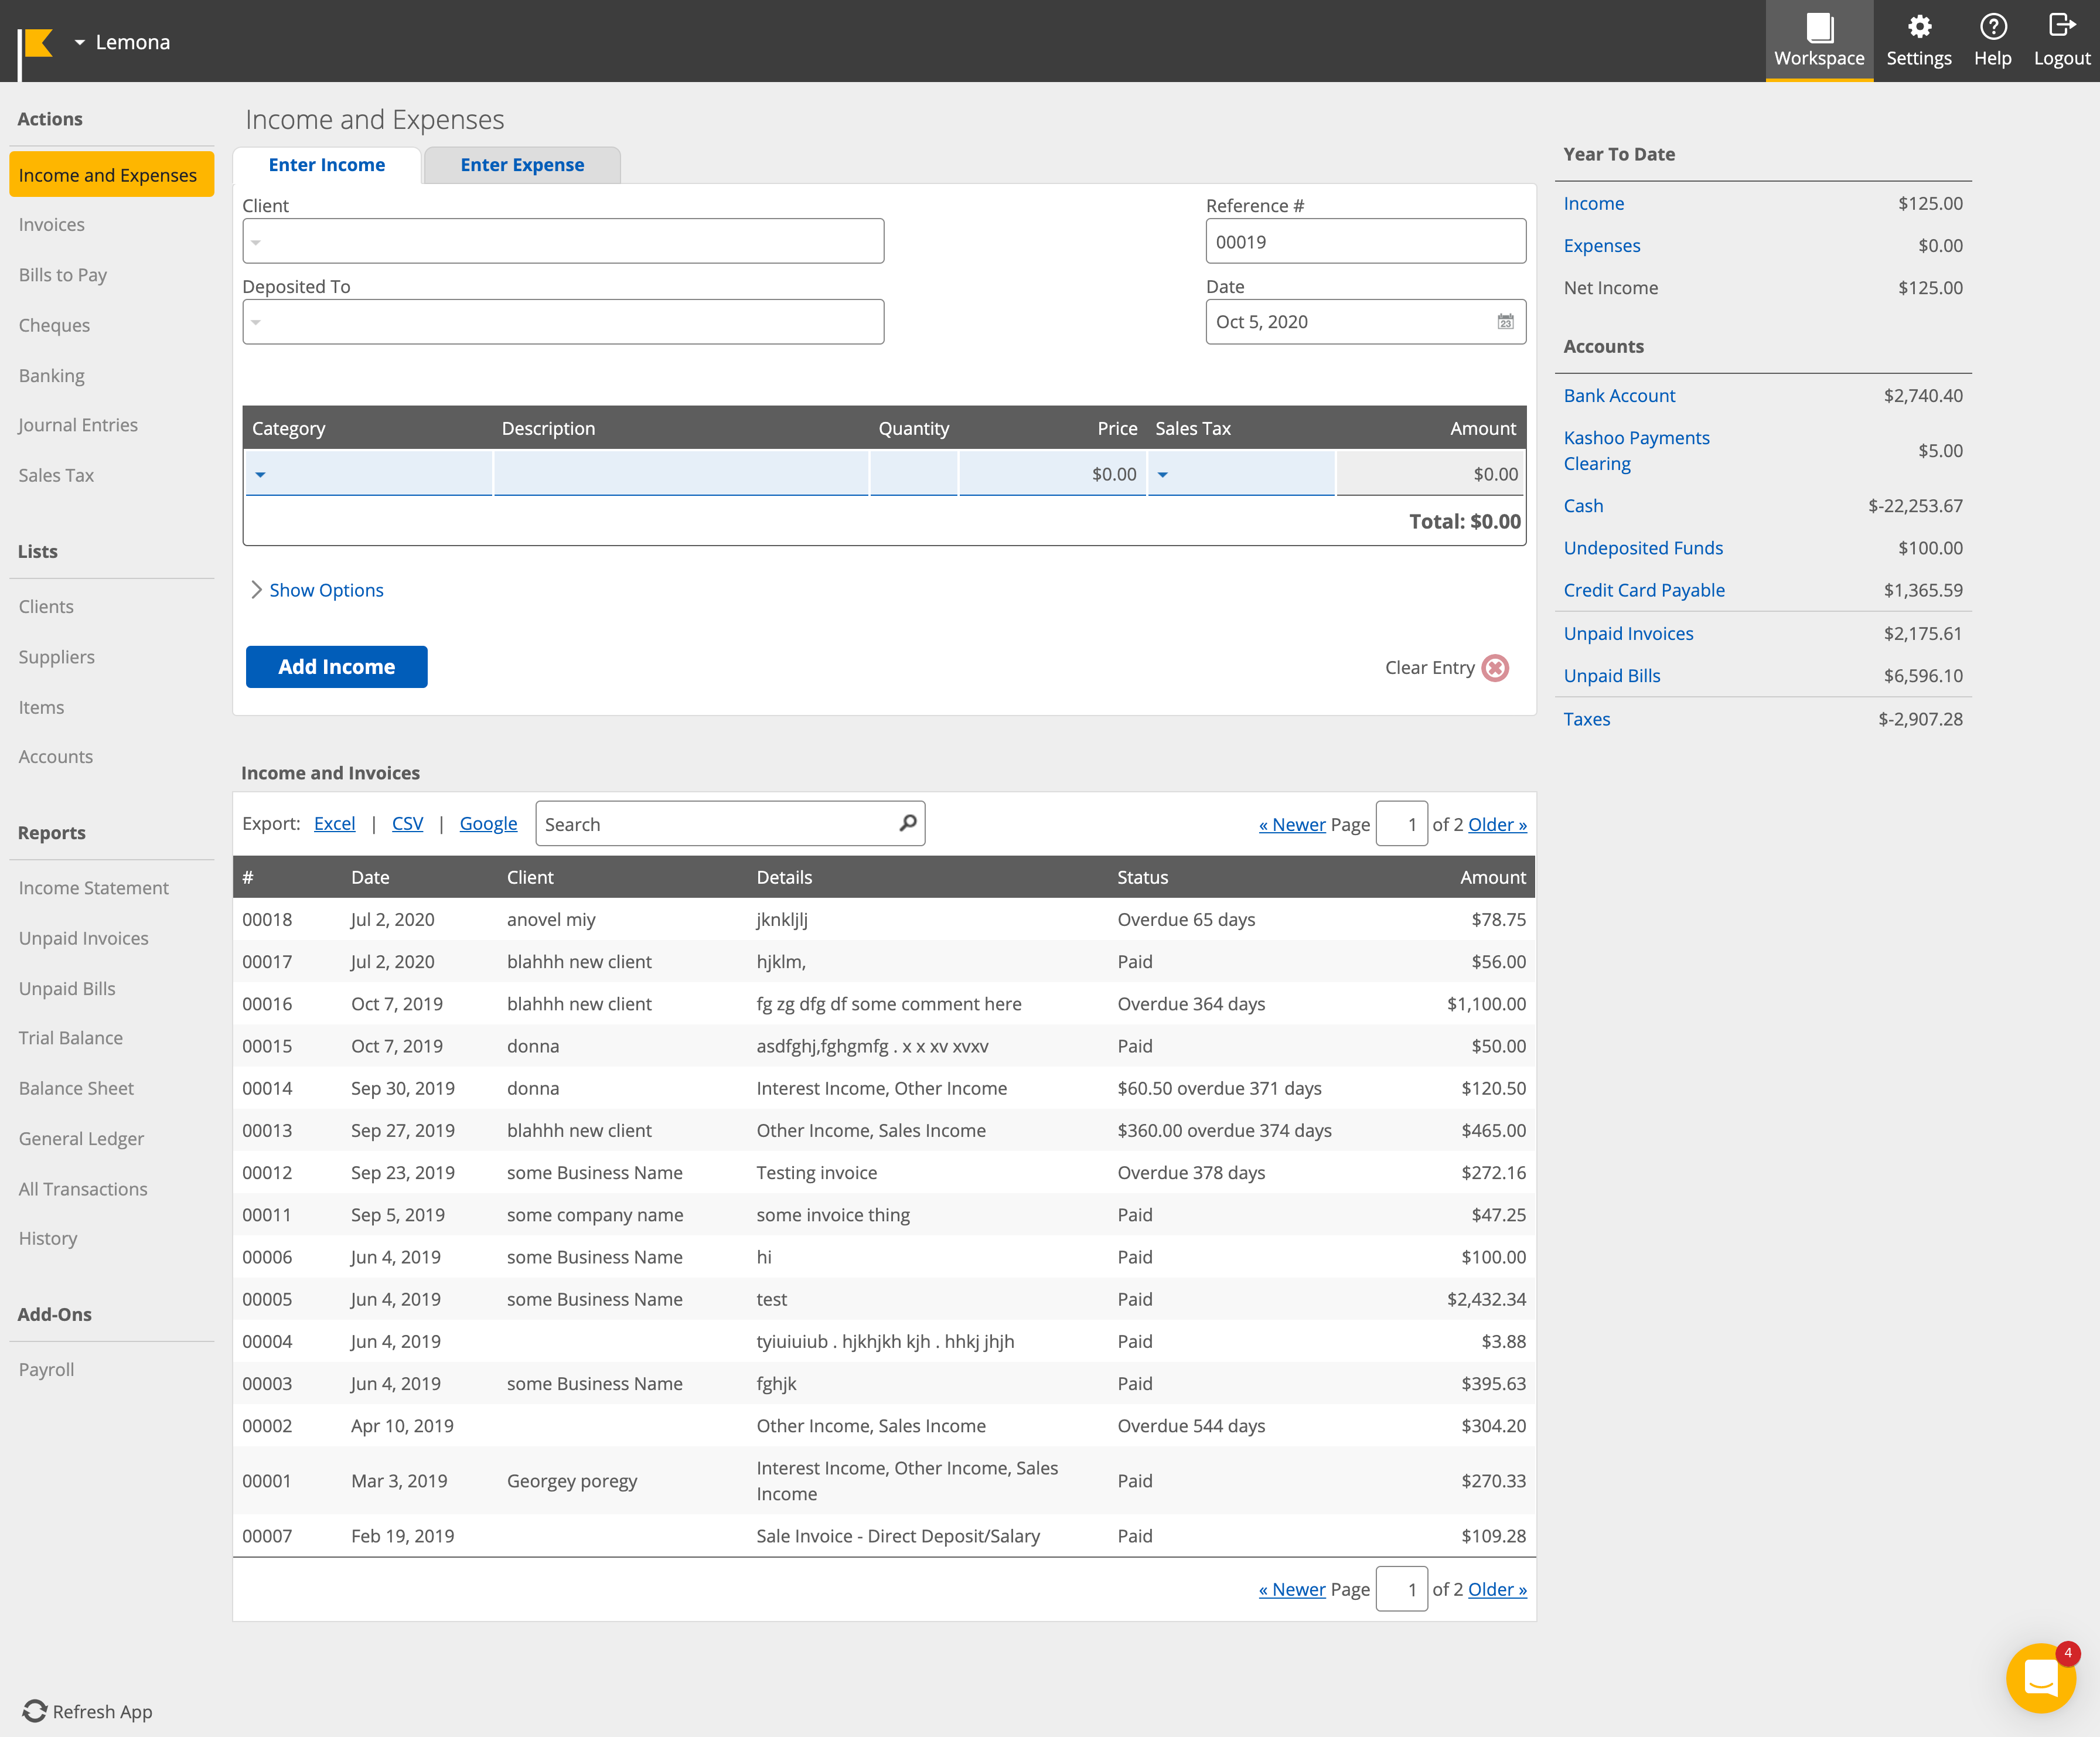 Lemona
Workspace
Settings
Help
Logout
Actions
Income and Expenses
Invoices
Bills to Pay
Cheques
Banking
Journal Entries
Sales Tax
Lists
Clients
Suppliers
Items
Accounts
Reports
Income Statement
Unpaid Invoices
Unpaid Bills
Trial Balance
Balance Sheet
General Ledger
All Transactions
History
Add-Ons
Payroll
Refresh App
Income and Expenses
Enter Income Enter Expense
Client Reference #
00019
Deposited To Date
Oct 5, 2020 23
Category Description Quantity Price Sales Tax Amount
$0.00 $0.00
Total: $0.00
Show Options
Add Income Clear Entry
Income and Invoices
Export: Excel | CSV | Google Search « Newer Page 1 of 2 Older »
# Date Client Details Status Amount
00018 Jul 2, 2020 anovel miy jknkljlj Overdue 65 days $78.75
00017 Jul 2, 2020 blahhh new client hjklm, Paid $56.00
00016 Oct 7, 2019 blahhh new client fg zg dfg df some comment here Overdue 364 days $1,100.00
00015 Oct 7, 2019 donna asdfghj,fghgmfg . x x xv xvxv Paid $50.00
00014 Sep 30, 2019 donna Interest Income, Other Income $60.50 overdue 371 days $120.50
00013 Sep 27, 2019 blahhh new client Other Income, Sales Income $360.00 overdue 374 days $465.00
00012 Sep 23, 2019 some Business Name Testing invoice Overdue 378 days $272.16
00011 Sep 5, 2019 some company name some invoice thing Paid $47.25
00006 Jun 4, 2019 some Business Name hi Paid $100.00
00005 Jun 4, 2019 some Business Name test Paid $2,432.34
00004 Jun 4, 2019 tyiuiuiub . hjkhjkh kjh . hhkj jhjh Paid $3.88
00003 Jun 4, 2019 some Business Name fghjk Paid $395.63
00002 Apr 10, 2019 Other Income, Sales Income Overdue 544 days $304.20
00001 Mar 3, 2019 Georgey poregy Interest Income, Other Income, Sales
Income Paid $270.33
00007 Feb 19, 2019 Sale Invoice - Direct Deposit/Salary Paid $109.28
« Newer Page 1 of 2 Older »
Year To Date
Income $125.00
Expenses $0.00
Net Income $125.00
Accounts
Bank Account $2,740.40
Kashoo Payments
Clearing $5.00
Cash $-22,253.67
Undeposited Funds $100.00
Credit Card Payable $1,365.59
Unpaid Invoices $2,175.61
Unpaid Bills $6,596.10
Taxes $-2,907.28
4